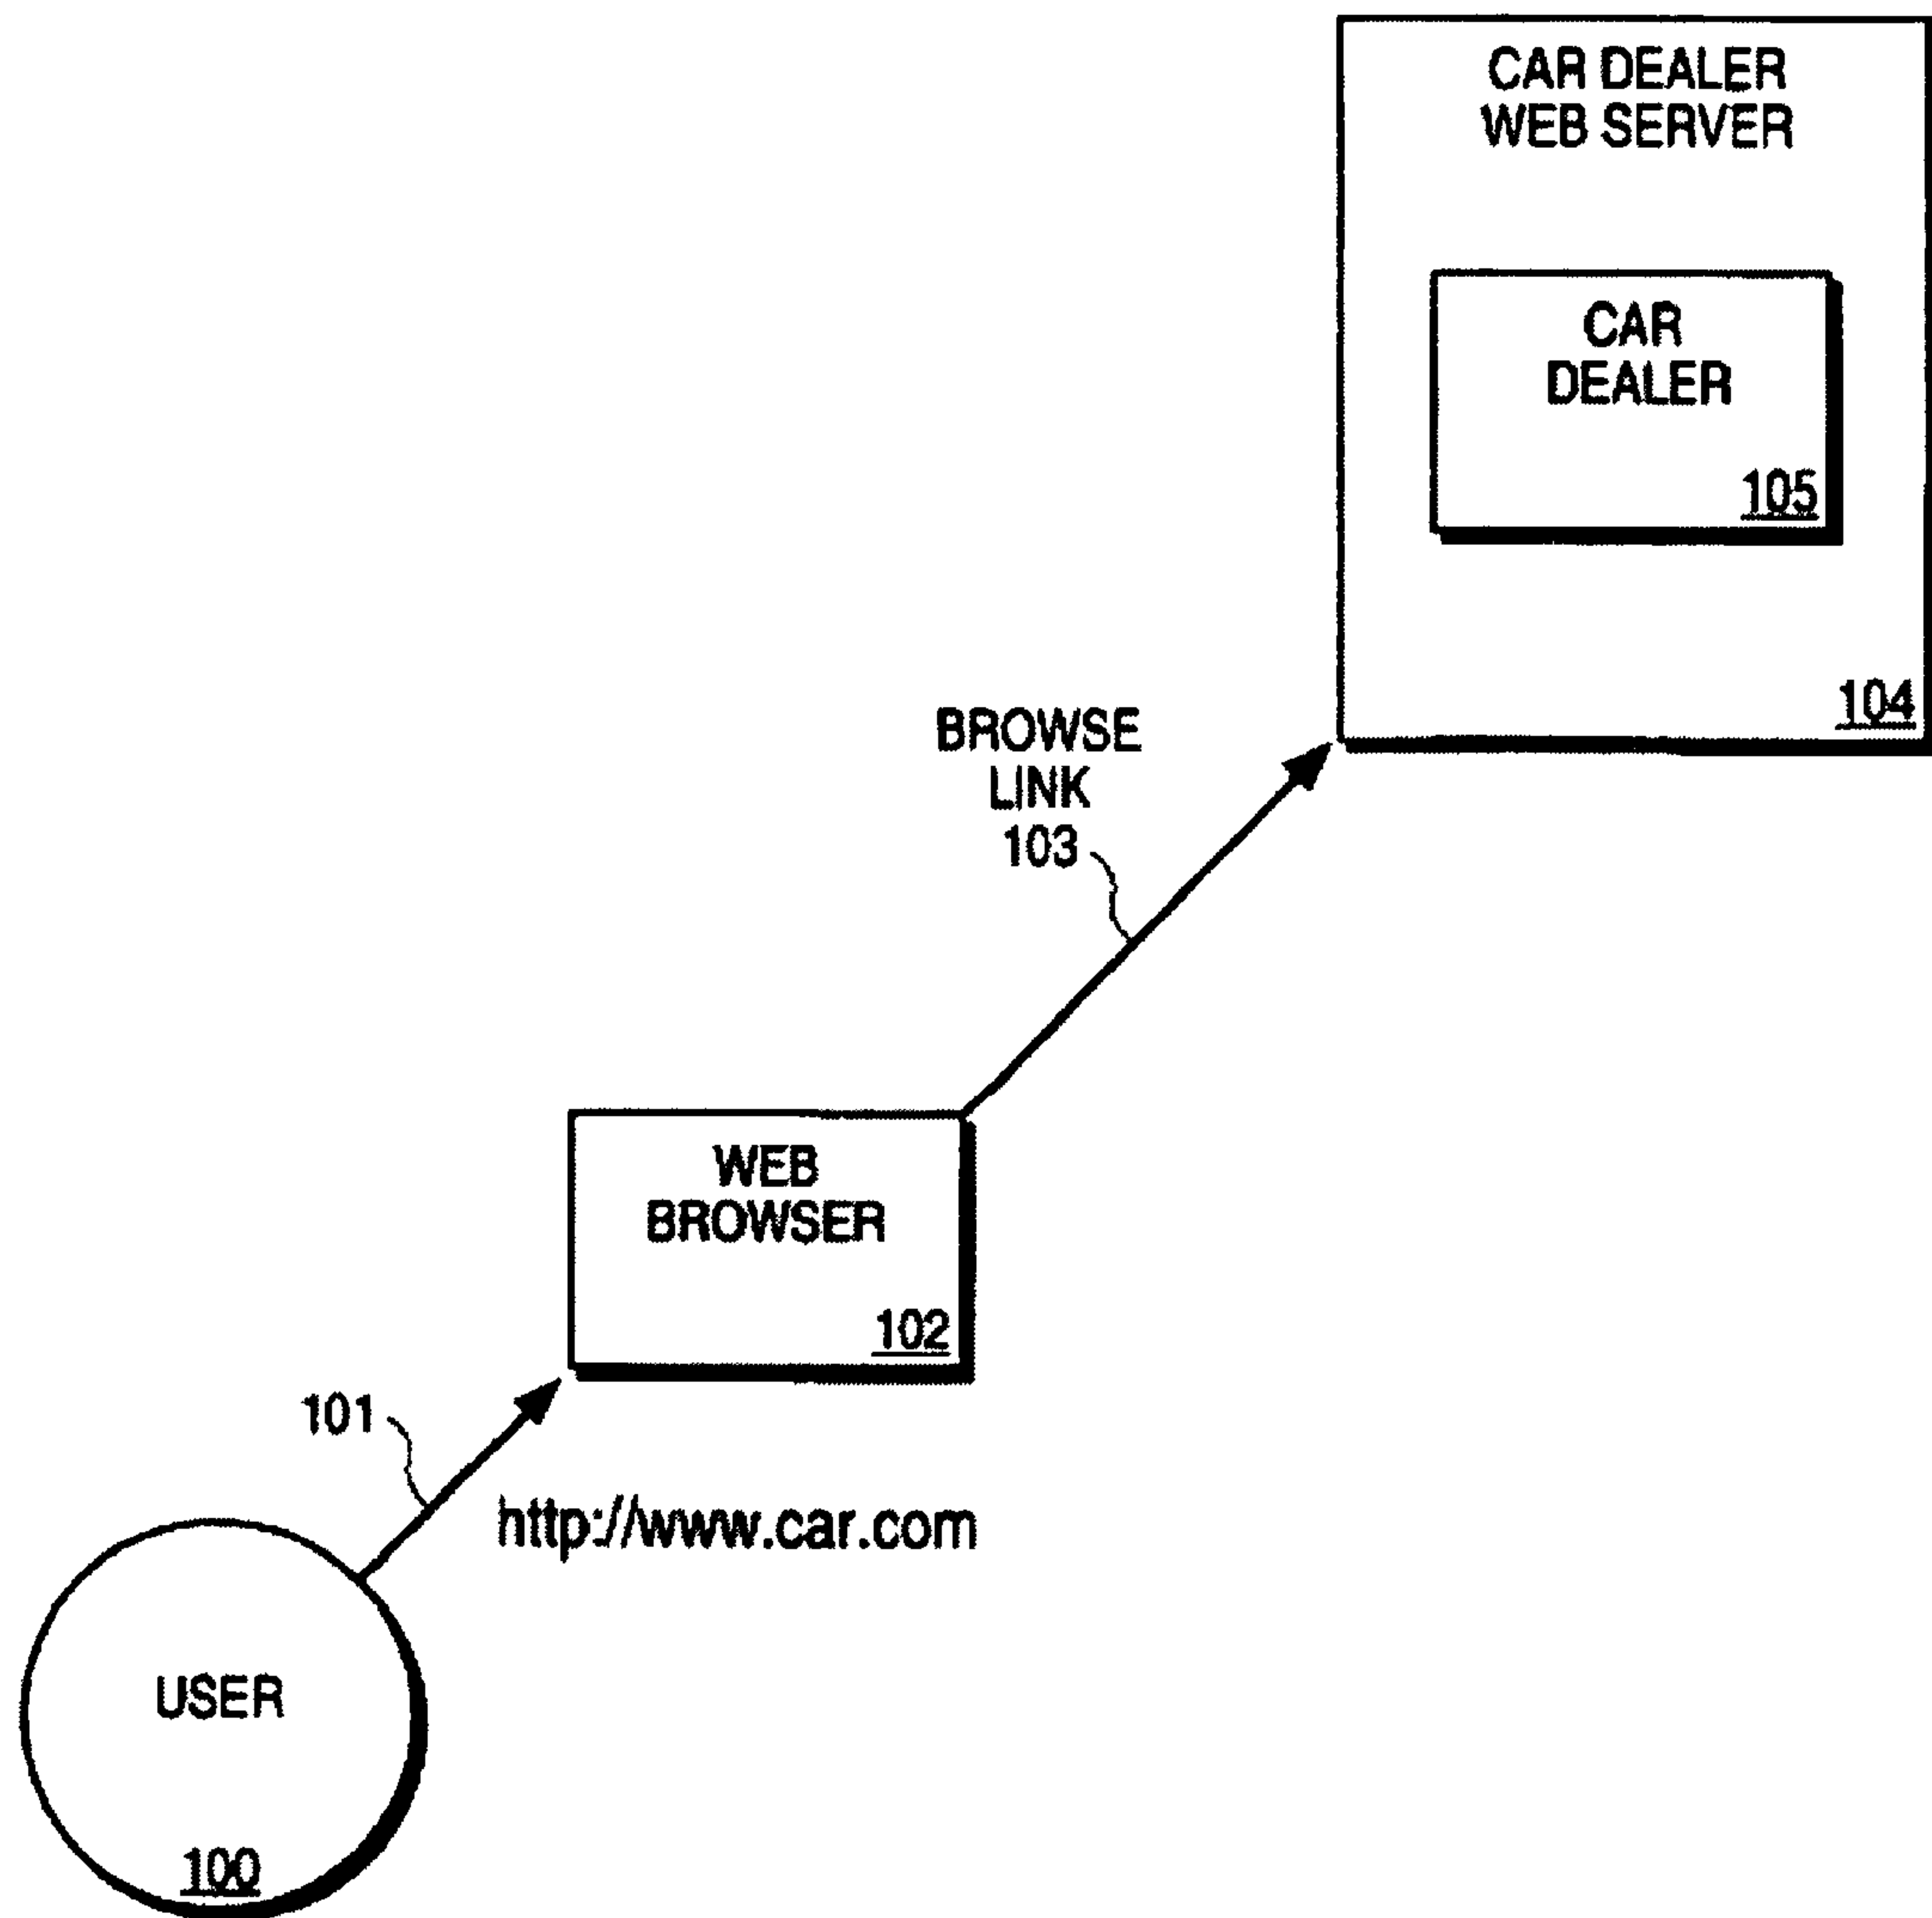 CAR DEALER
WEB SERVER
CAR
DEALER
105
104
BROWSE
LINK
103
WEB
BROWSER
102
101
http://www.car.com
USER
100